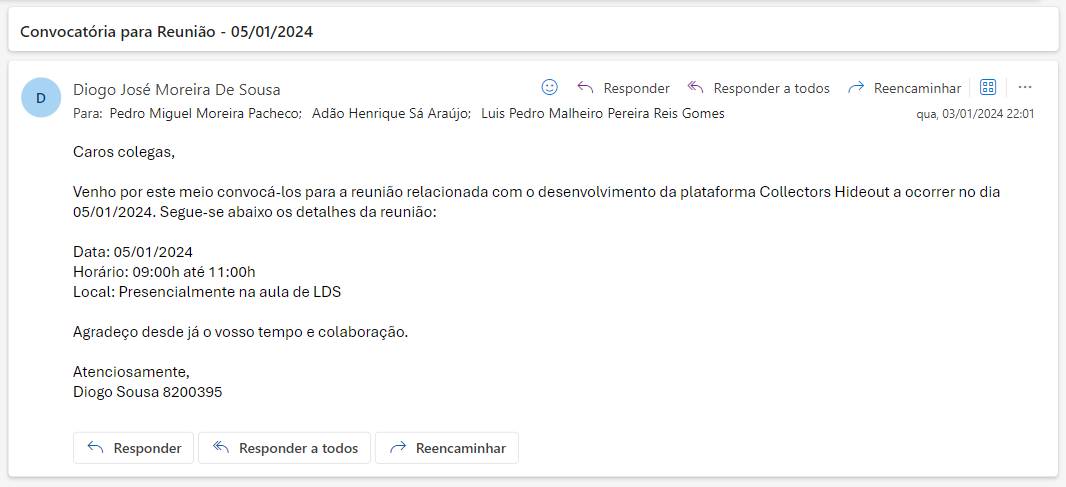 Convocatória para Reunião - 05/01/2024
D
Diogo José Moreira De Sousa
Responder
Responder a todos
Reencaminhar
Para: Pedro Miguel Moreira Pacheco; Adão Henrique Sá Araújo; Luis Pedro Malheiro Pereira Reis Gomes
qua, 03/01/2024 22:01
Caros colegas,
Venho por este meio convocá-los para a reunião relacionada com o desenvolvimento da plataforma Collectors Hideout a ocorrer no dia
05/01/2024. Segue-se abaixo os detalhes da reunião:
Data: 05/01/2024
Horário: 09:00h até 11:00h
Local: Presencialmente na aula de LDS
Agradeço desde já o vosso tempo e colaboração.
Atenciosamente,
Diogo Sousa 8200395
Responder
Responder a todos
Reencaminhar